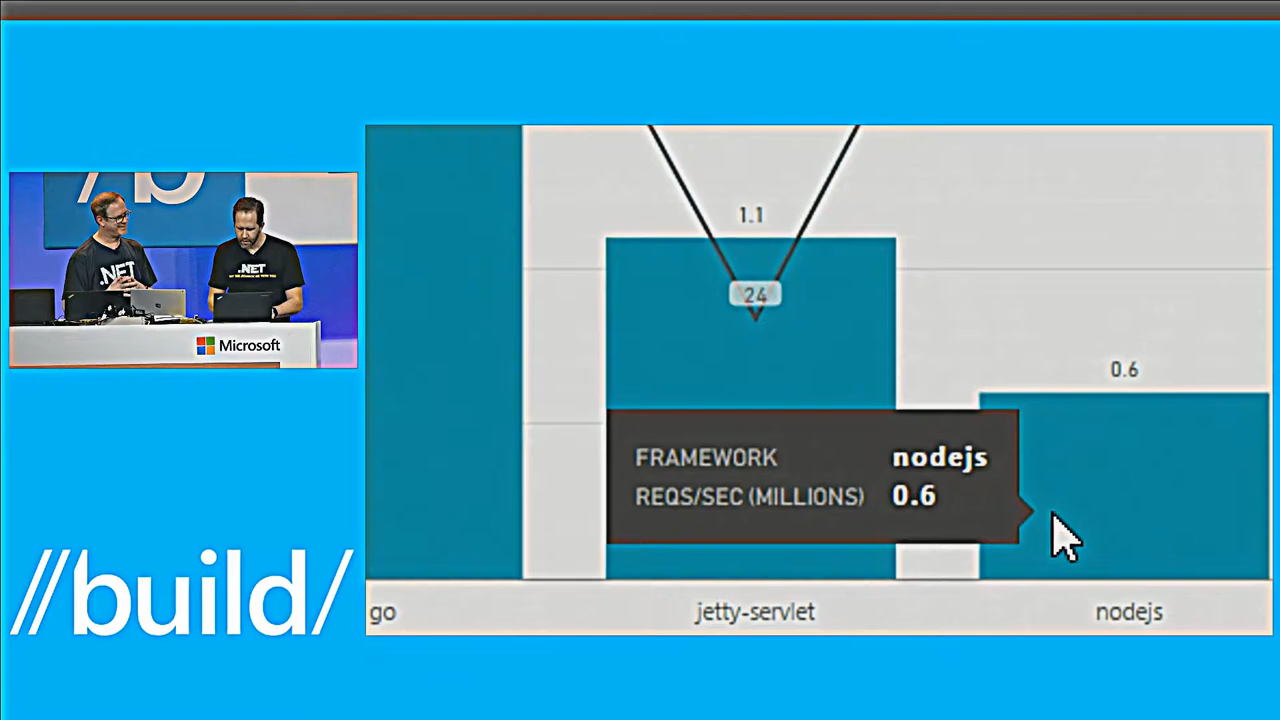 .NET
.NET
Microsoft
//build/
1.1
24
0.6
FRAMEWORK nodejs
REQS/SEC (MILLIONS) 0.6
go
jetty-servlet
nodejs